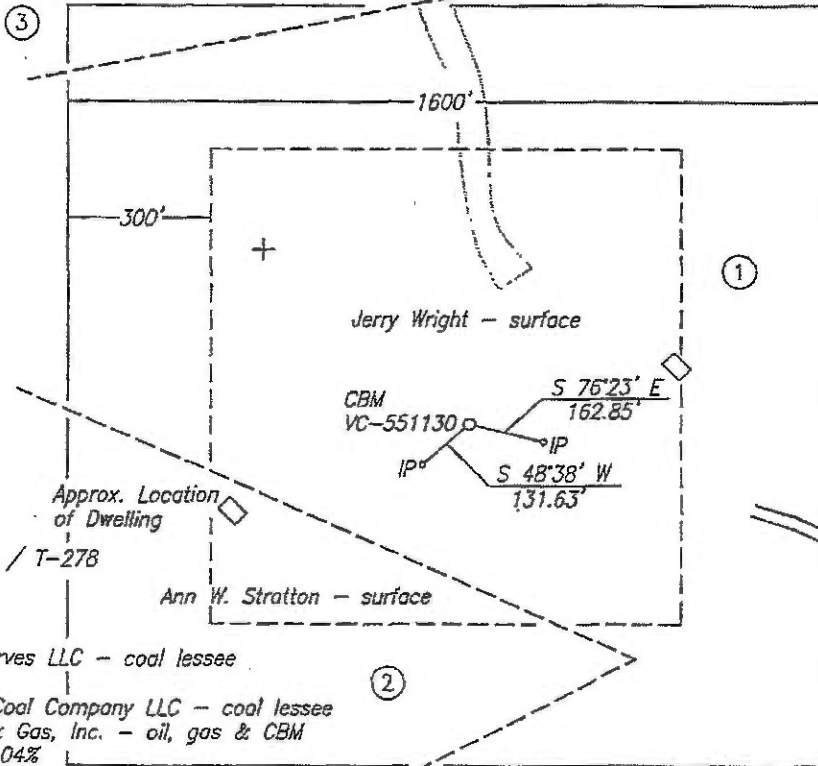 3
1600'
300'
1
Jerry Wright - surface
CBM
VC-551130
S 76°23' E
162.85'
IP
IP
S 48°38' W
131.63'
Approx. Location
of Dwelling
/ T-278
Ann W. Stratton - surface
rves LLC - coal lessee
2
Coal Company LLC - coal lessee
& Gas, Inc. - oil, gas & CBM
04%